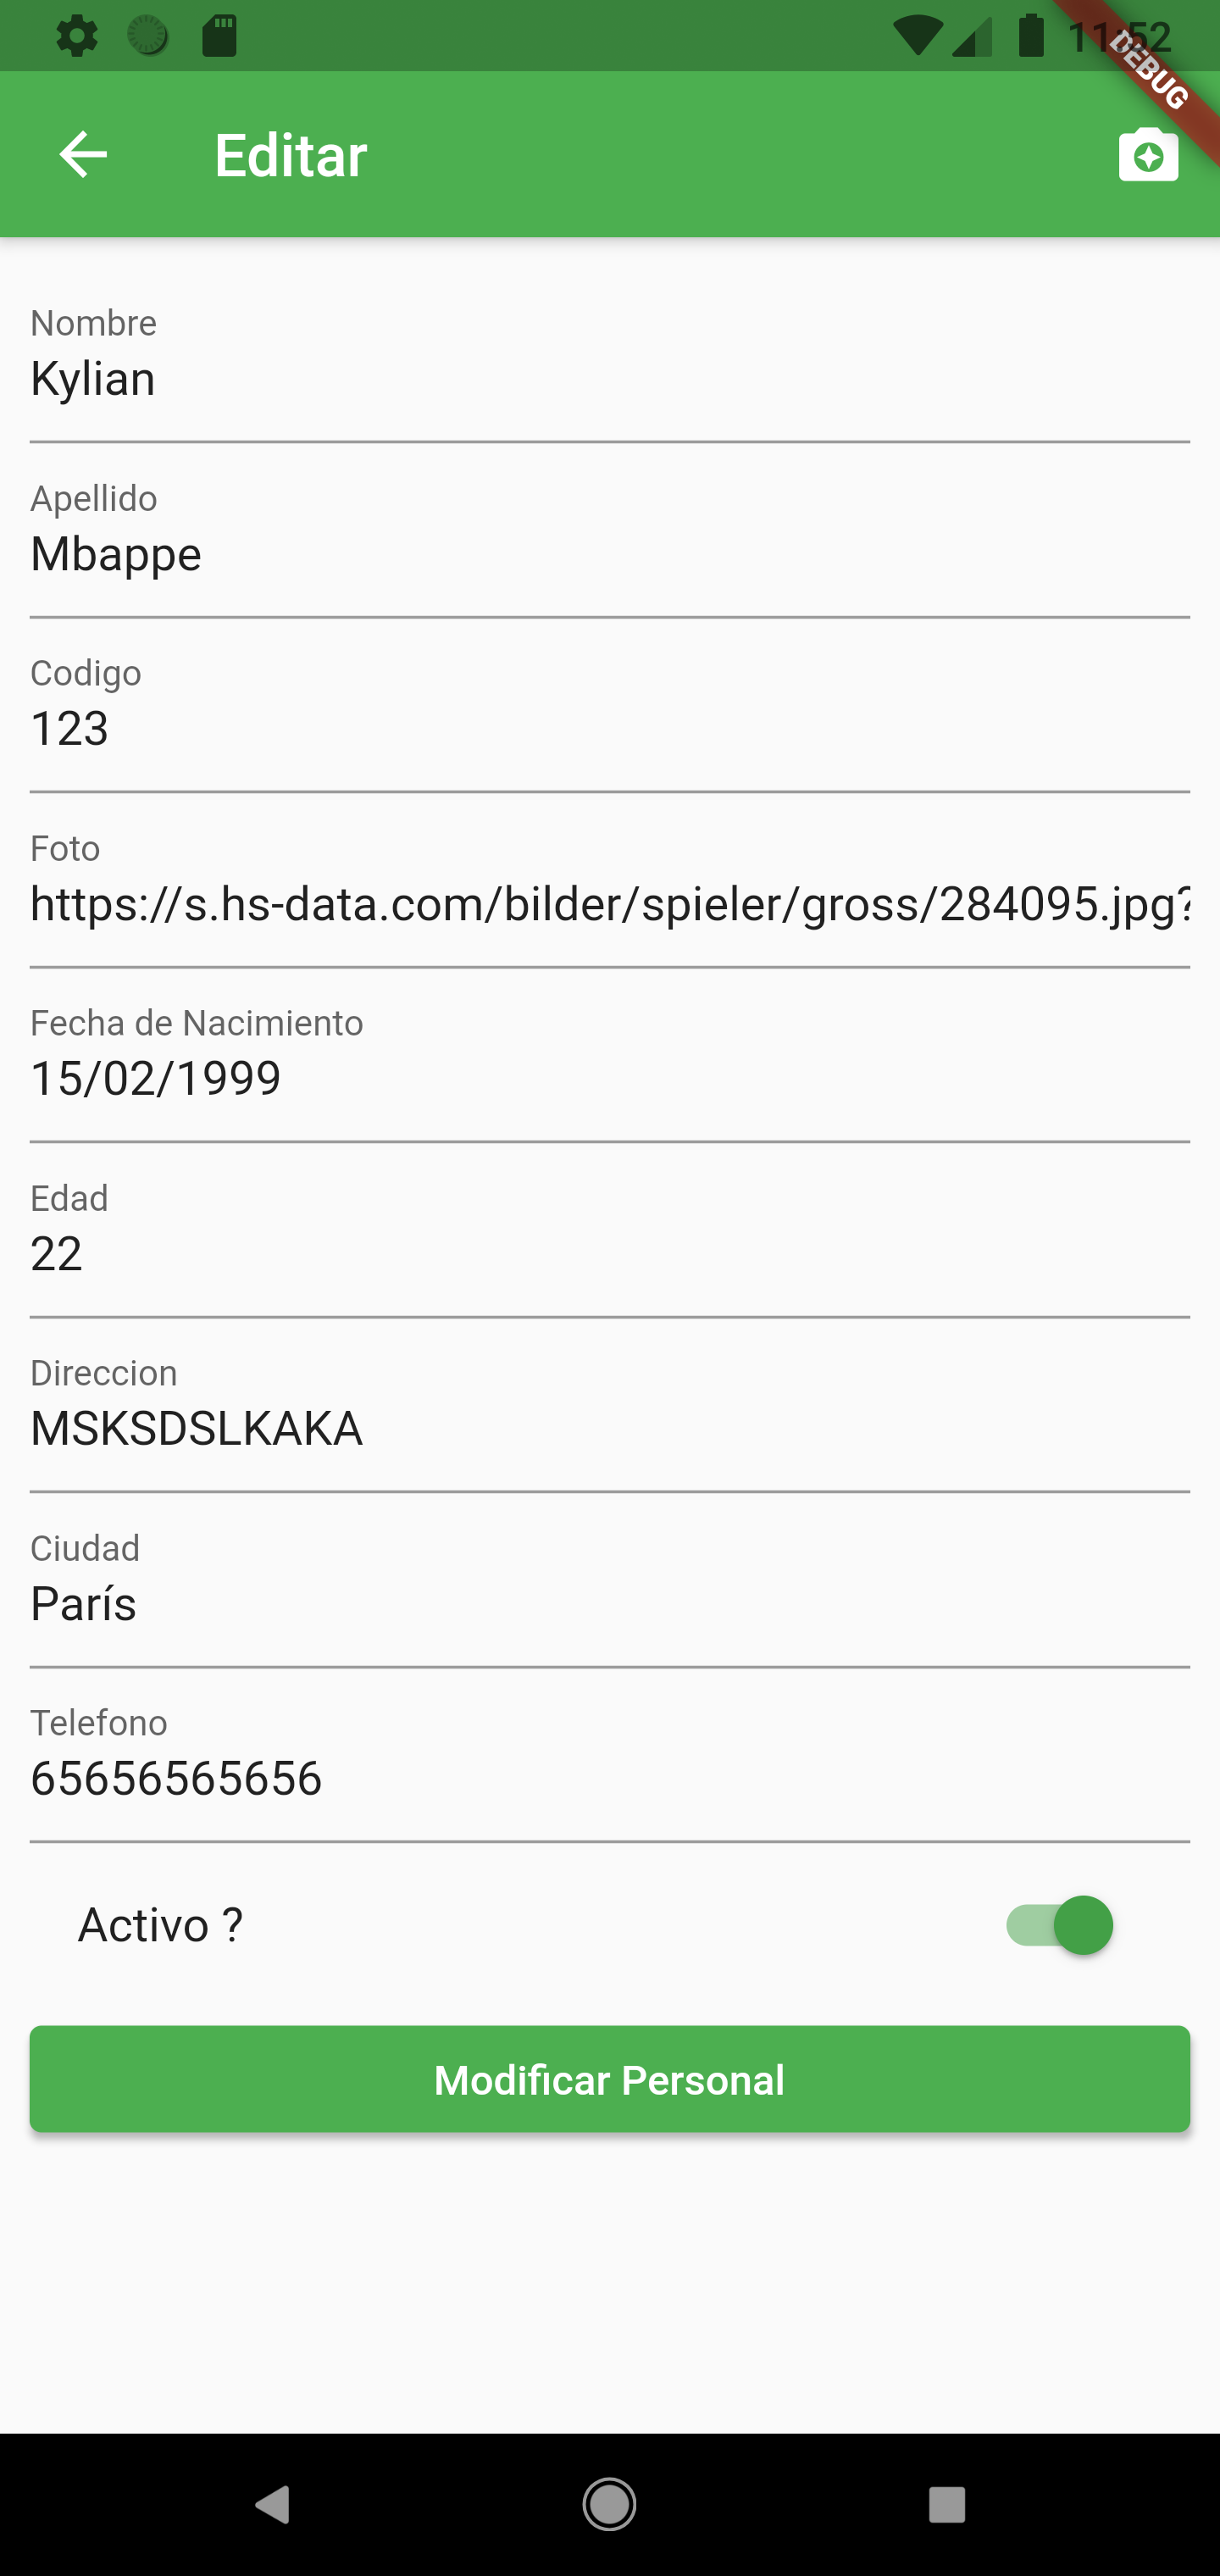 11:52
DEBUG
Editar
Nombre
Kylian
Apellido
Mbappe
Codigo
123
Foto
https://s.hs-data.com/bilder/spieler/gross/284095.jpg?
Fecha de Nacimiento
15/02/1999
Edad
22
Direccion
MSKSDSLKAKA
Ciudad
París
Telefono
65656565656
Activo ?
Modificar Personal